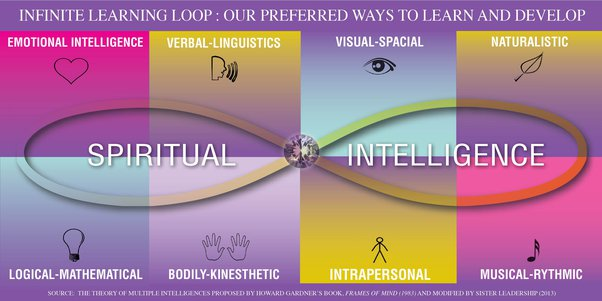 INFINITE LEARNING LOOP : OUR PREFERRED WAYS TO LEARN AND DEVELOP
EMOTIONAL INTELLIGENCE
VERBAL-LINGUISTICS
VISUAL-SPACIAL
NATURALISTIC
SPIRITUAL
INTELLIGENCE
LOGICAL-MATHEMATICAL
BODILY-KINESTHETIC
INTRAPERSONAL
MUSICAL-RYTHMIC
SOURCE: THE THEORY OF MULTIPLE INTELLIGENCES PROPOSED BY HOWARD GARDNER'S BOOK, FRAMES OF MIND (1983) AND MODIFIED BY SISTER LEADERSHIP (2013)